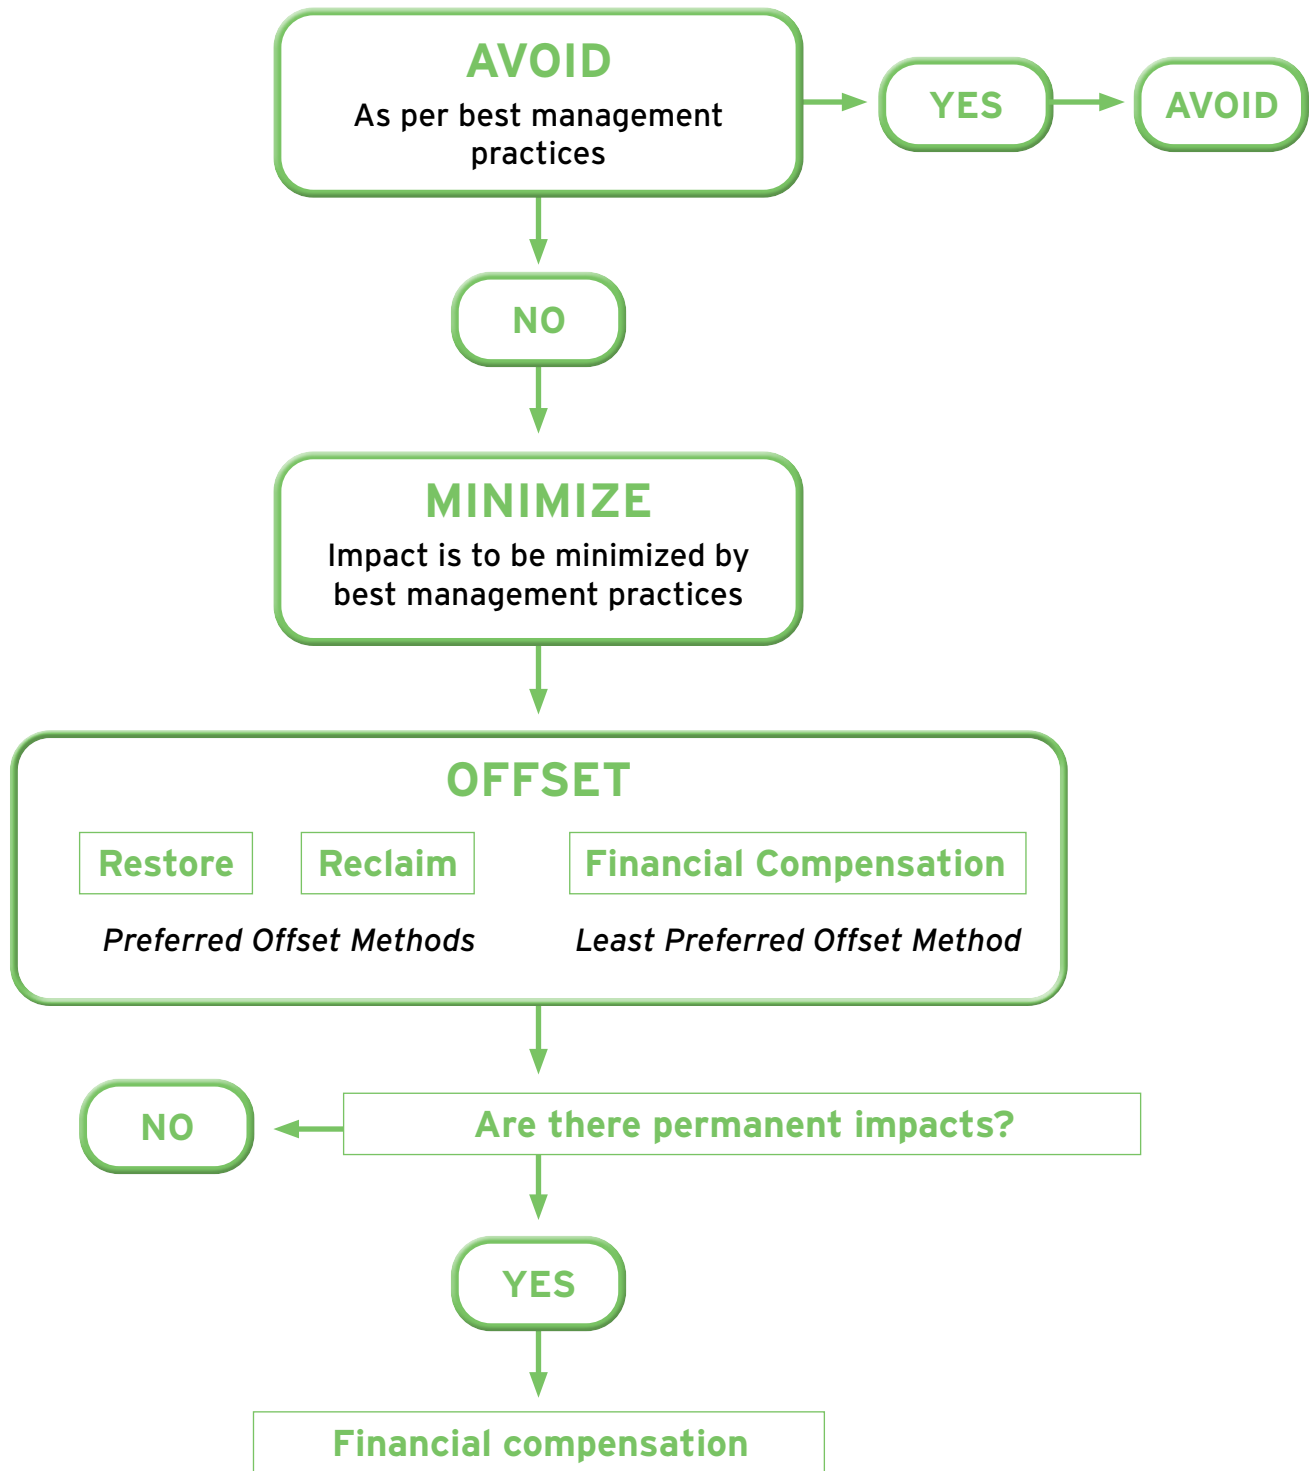 AVOID
As per best management
practices
YES
AVOID
NO
MINIMIZE
Impact is to be minimized by
best management practices
OFFSET
Restore
Reclaim
Financial Compensation
Preferred Offset Methods
Least Preferred Offset Method
Are there permanent impacts?
NO
YES
Financial compensation